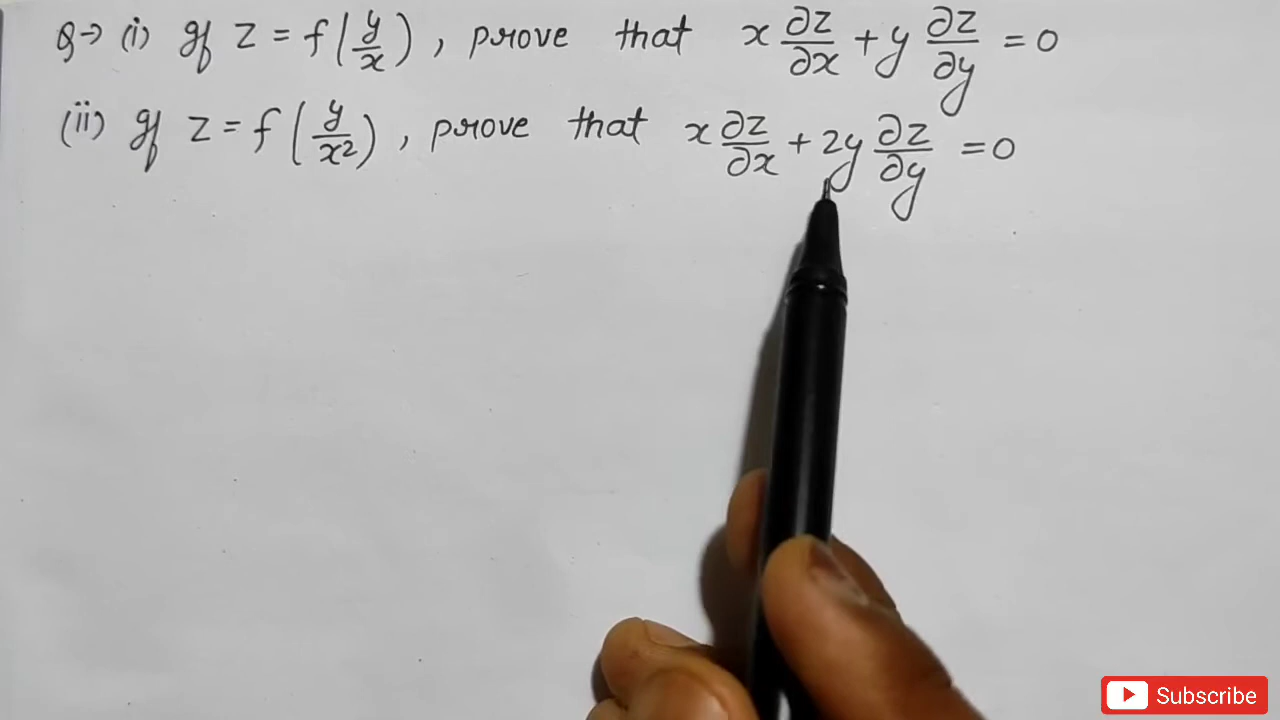 Q→ (i) If z = f(y/x), prove that x ∂z/∂x + y ∂z/∂y = 0
(ii) If z = f(y/x²), prove that x ∂z/∂x + 2y ∂z/∂y = 0
Subscribe